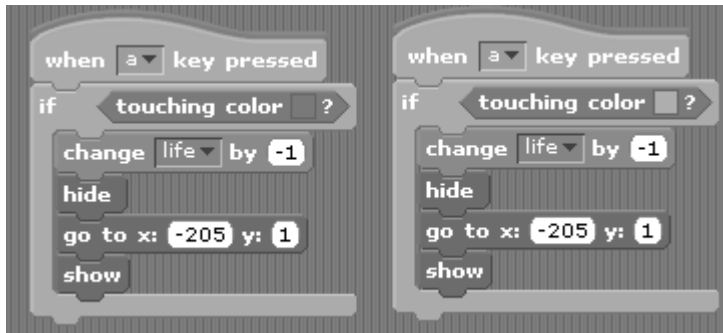 when a key pressed
if touching color ?
change life by -1
hide
go to x: -205 y: 1
show
when a key pressed
if touching color ?
change life by -1
hide
go to x: -205 y: 1
show